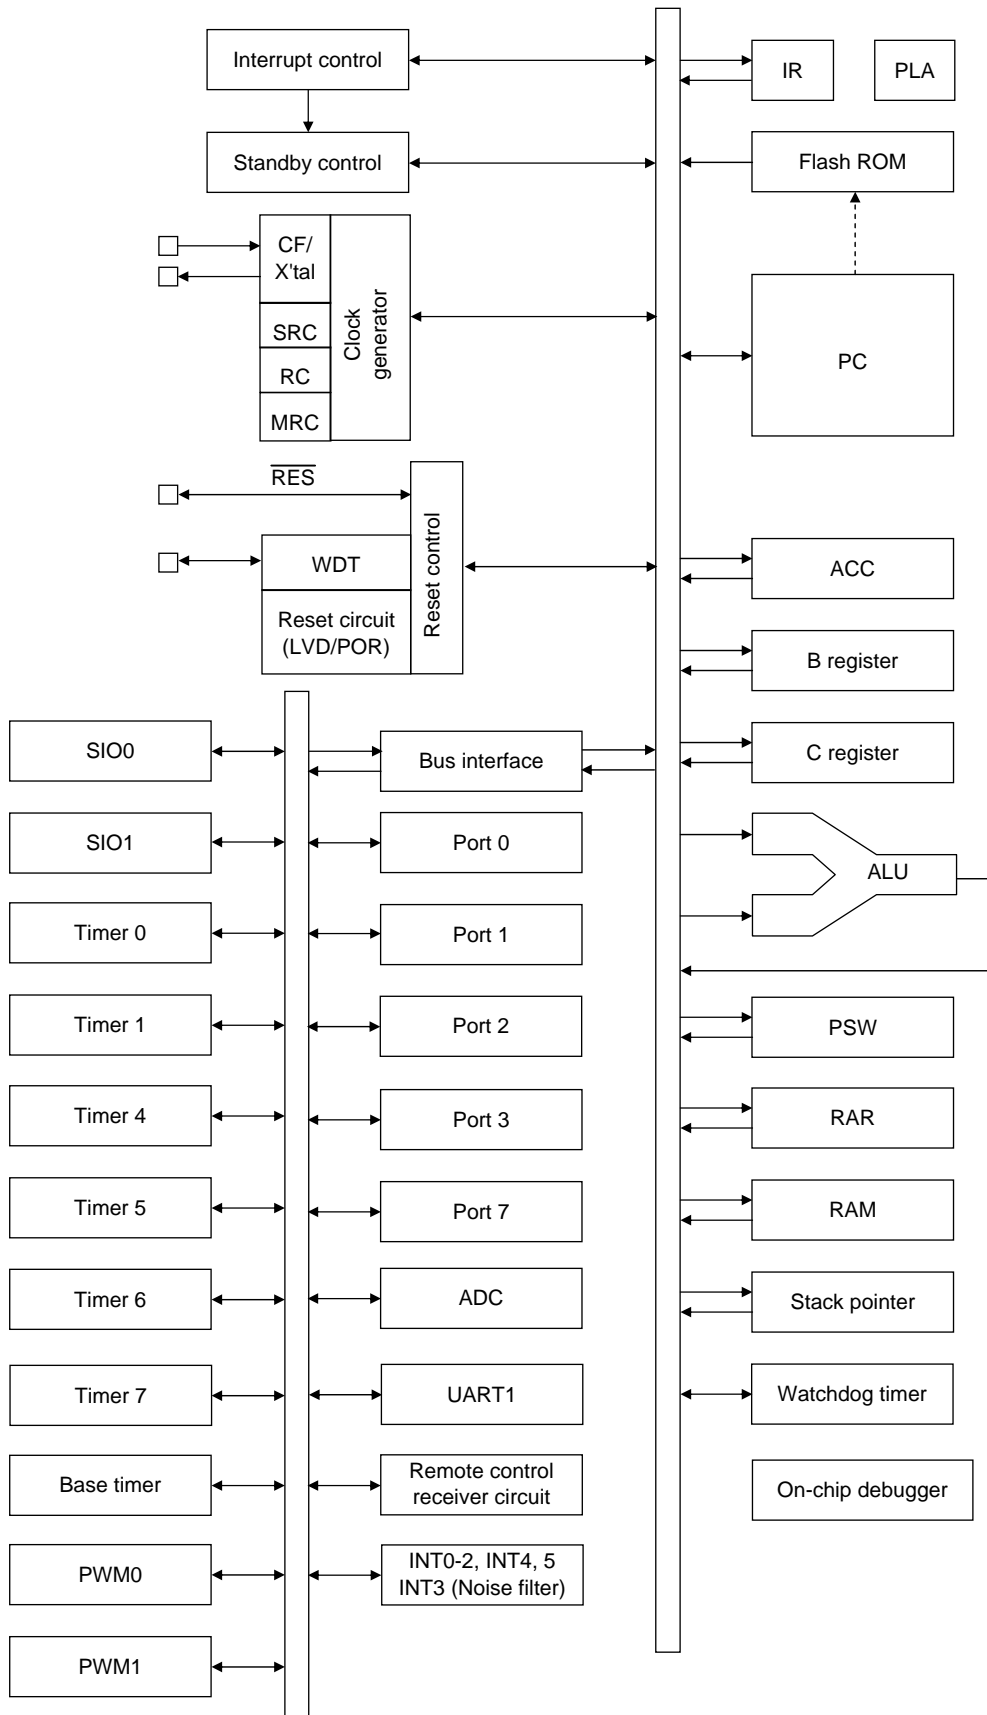 Interrupt control
IR
PLA
Standby control
Flash ROM
CF/
X'tal
SRC
RC
MRC
Clock
generator
PC
RES
WDT
Reset circuit
(LVD/POR)
Reset control
ACC
B register
C register
SIO0
Bus interface
SIO1
Port 0
ALU
Timer 0
Port 1
Timer 1
Port 2
PSW
Timer 4
Port 3
RAR
Timer 5
Port 7
RAM
Timer 6
ADC
Stack pointer
Timer 7
UART1
Watchdog timer
Base timer
Remote control
receiver circuit
On-chip debugger
PWM0
INT0-2, INT4, 5
INT3 (Noise filter)
PWM1